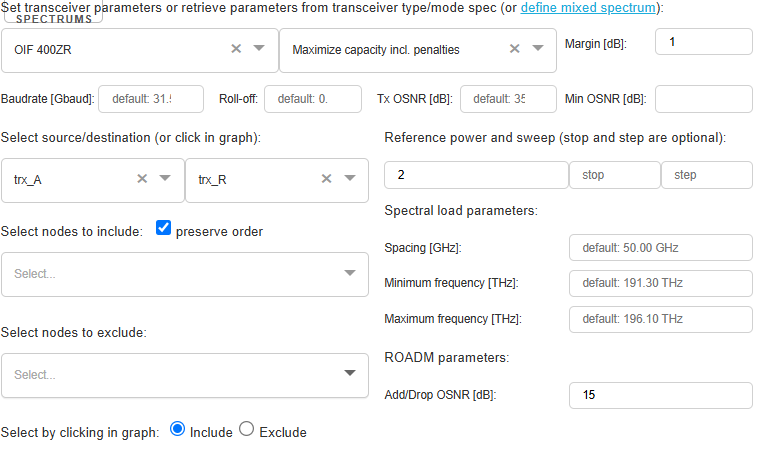 Set transceiver parameters or retrieve parameters from transceiver type/mode spec (or define mixed spectrum):
SPECTRUMS
OIF 400ZR × Maximize capacity incl. penalties × Margin [dB]: 1
Baudrate [Gbaud]: default: 31.5 Roll-off: default: 0. Tx OSNR [dB]: default: 35 Min OSNR [dB]:
Select source/destination (or click in graph): Reference power and sweep (stop and step are optional):
trx_A × trx_R × 2 stop step
Spectral load parameters:
Select nodes to include: preserve order
Spacing [GHz]: default: 50.00 GHz
Select...
Minimum frequency [THz]: default: 191.30 THz
Maximum frequency [THz]: default: 196.10 THz
Select nodes to exclude:
ROADM parameters:
Select...
Add/Drop OSNR [dB]: 15
Select by clicking in graph: Include Exclude